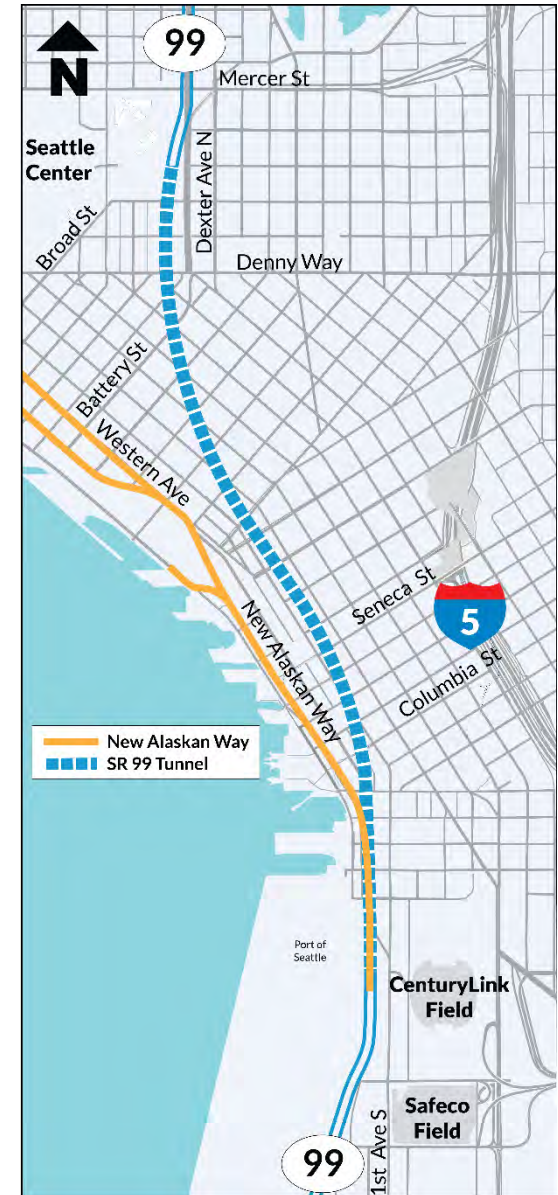 99
N
Mercer St
Seattle
Center
Dexter Ave N
Broad St
Denny Way
Battery St
Western Ave
Seneca St
5
New Alaskan Way
Columbia St
New Alaskan Way
SR 99 Tunnel
Port of
Seattle
CenturyLink
Field
Safeco
Field
1st Ave S
99